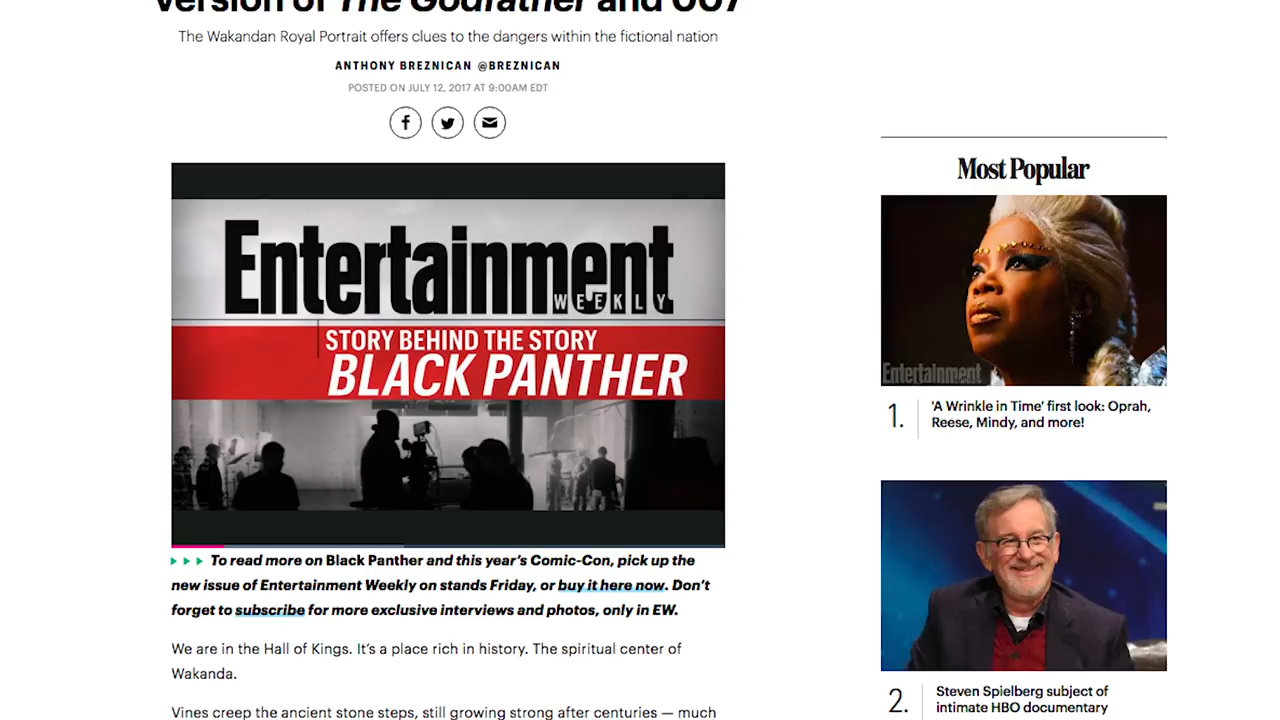 version of The Godfather and 007
The Wakandan Royal Portrait offers clues to the dangers within the fictional nation
ANTHONY BREZNICAN @BREZNICAN
POSTED ON JULY 12, 2017 AT 9:00AM EDT
Entertainment
WEEKLY
STORY BEHIND THE STORY
BLACK PANTHER
To read more on Black Panther and this year's Comic-Con, pick up the
new issue of Entertainment Weekly on stands Friday, or buy it here now. Don't
forget to subscribe for more exclusive interviews and photos, only in EW.
We are in the Hall of Kings. It's a place rich in history. The spiritual center of
Wakanda.
Vines creep the ancient stone steps, still growing strong after centuries — much
Most Popular
Entertainment
1.
'A Wrinkle in Time' first look: Oprah,
Reese, Mindy, and more!
2.
Steven Spielberg subject of
intimate HBO documentary